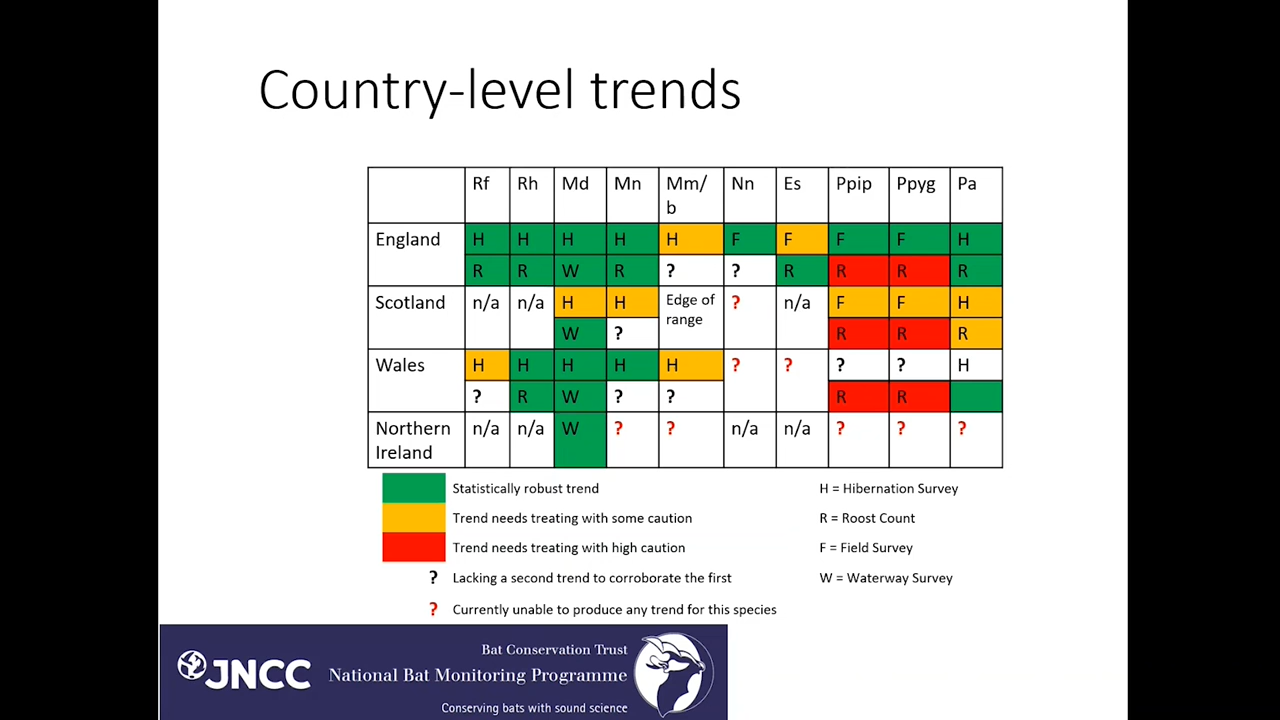 Country-level trends
Rf Rh Md Mn Mm/ Nn Es Ppip Ppyg Pa
b
England H H H H H F F F F H
R R W R ? ? R R R R
Scotland n/a n/a H H Edge of ? n/a F F H
range
W ? R R R
Wales H H H H H ? ? ? ? H
? R W ? ? R R
Northern n/a n/a W ? ? n/a n/a ? ? ?
Ireland
Statistically robust trend H = Hibernation Survey
Trend needs treating with some caution R = Roost Count
Trend needs treating with high caution F = Field Survey
? Lacking a second trend to corroborate the first W = Waterway Survey
? Currently unable to produce any trend for this species
JNCC
Bat Conservation Trust
National Bat Monitoring Programme
Conserving bats with sound science